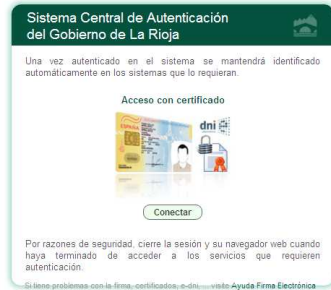 Sistema Central de Autenticación
del Gobierno de La Rioja
Una vez autenticado en el sistema se mantendrá identificado
automáticamente en los sistemas que lo requieran.
Acceso con certificado
ESPAÑA
dni
Conectar
Por razones de seguridad, cierre la sesión y su navegador web cuando
haya terminado de acceder a los servicios que requieren
autenticación.
Si tiene problemas con la firma, certificados, e-dni, ... visite Ayuda Firma Electrónica